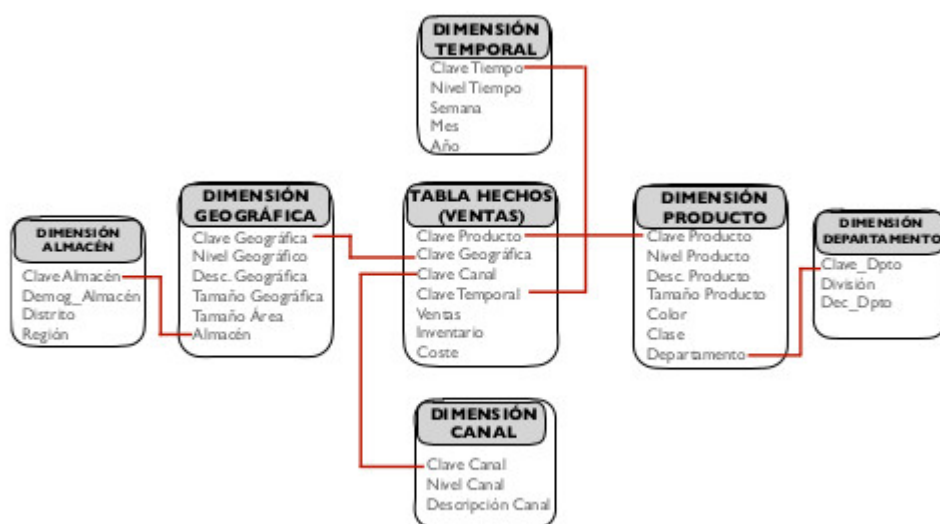 DIMENSIÓN
TEMPORAL
Clave Tiempo
Nivel Tiempo
Semana
Mes
Año
DIMENSIÓN
ALMACÉN
Clave Almacén
Demog_Almacén
Distrito
Región
DIMENSIÓN
GEOGRÁFICA
Clave Geográfica
Nivel Geográfico
Desc. Geográfica
Tamaño Geográfica
Tamaño Área
Almacén
TABLA HECHOS
(VENTAS)
Clave Producto
Clave Geográfica
Clave Canal
Clave Temporal
Ventas
Inventario
Coste
DIMENSIÓN
PRODUCTO
Clave Producto
Nivel Producto
Desc. Producto
Tamaño Producto
Color
Clase
Departamento
DIMENSIÓN
DEPARTAMENTO
Clave_Dpto
División
Dec_Dpto
DIMENSIÓN
CANAL
Clave Canal
Nivel Canal
Descripción Canal